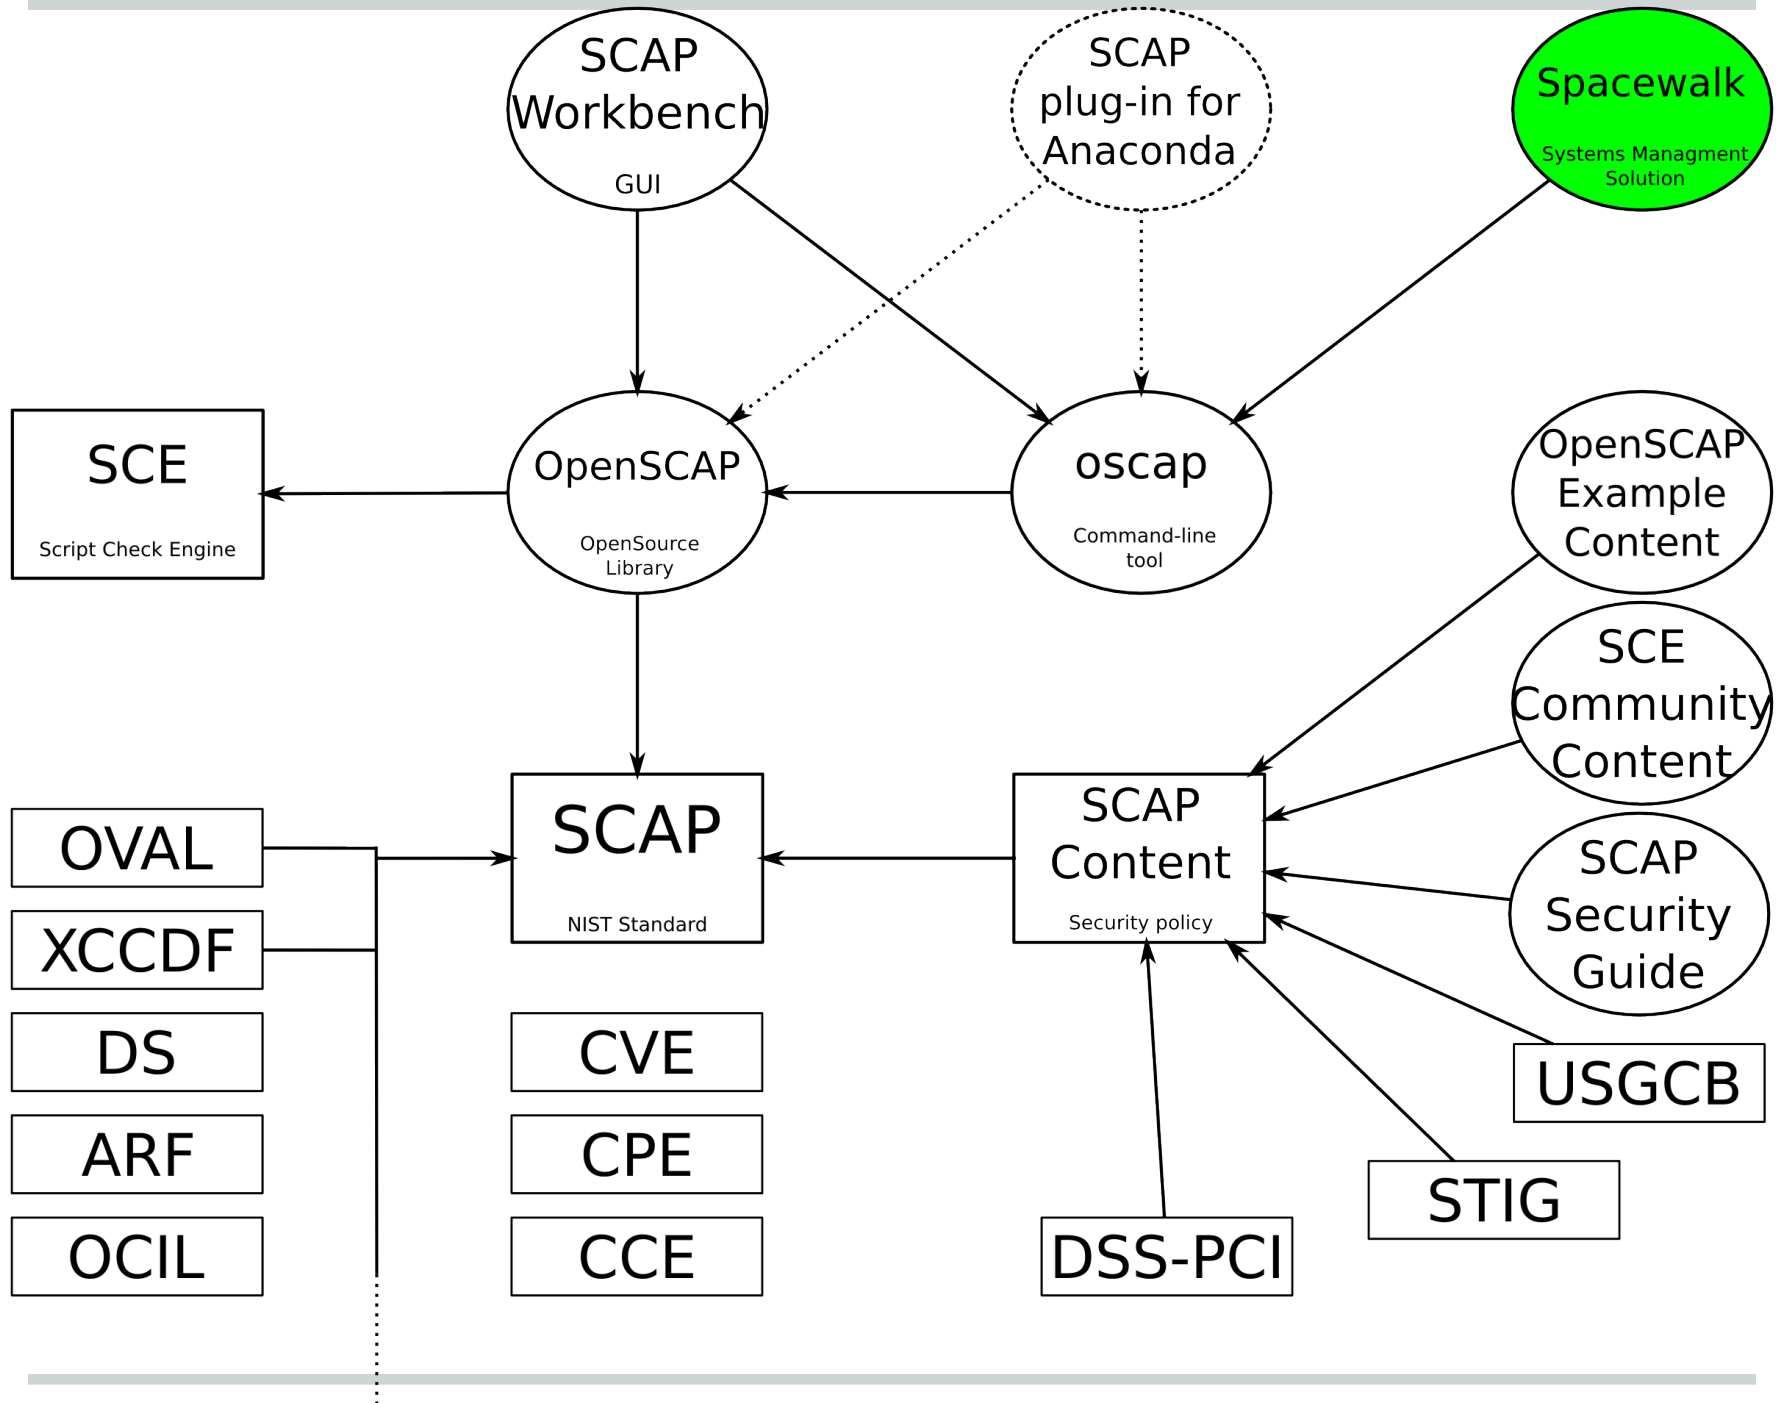 SCAP
Workbench
GUI
SCAP
plug-in for
Anaconda
Spacewalk
Systems Managment
Solution
SCE
Script Check Engine
OpenSCAP
OpenSource
Library
oscap
Command-line
tool
OpenSCAP
Example
Content
SCE
Community
Content
SCAP
Security
Guide
OVAL
XCCDF
DS
ARF
OCIL
SCAP
NIST Standard
CVE
CPE
CCE
SCAP
Content
Security policy
USGCB
STIG
DSS-PCI